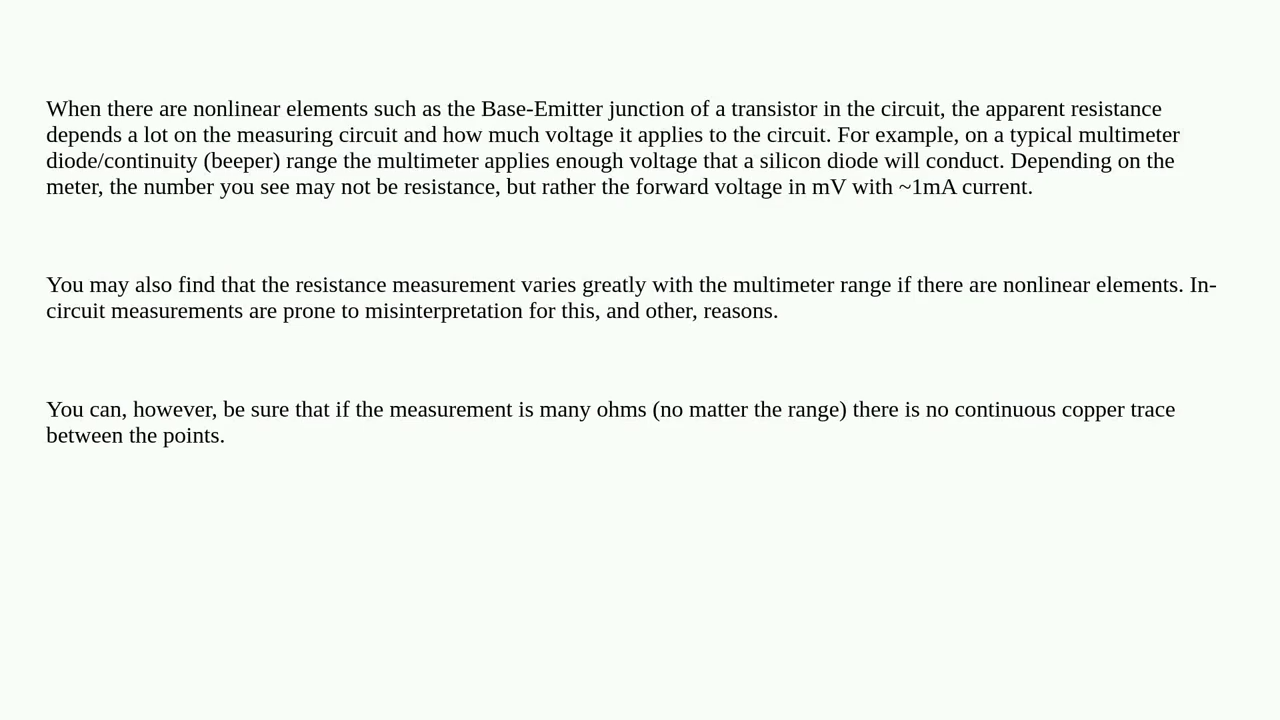 When there are nonlinear elements such as the Base-Emitter junction of a transistor in the circuit, the apparent resistance
depends a lot on the measuring circuit and how much voltage it applies to the circuit. For example, on a typical multimeter
diode/continuity (beeper) range the multimeter applies enough voltage that a silicon diode will conduct. Depending on the
meter, the number you see may not be resistance, but rather the forward voltage in mV with ~1mA current.
You may also find that the resistance measurement varies greatly with the multimeter range if there are nonlinear elements. In-
circuit measurements are prone to misinterpretation for this, and other, reasons.
You can, however, be sure that if the measurement is many ohms (no matter the range) there is no continuous copper trace
between the points.